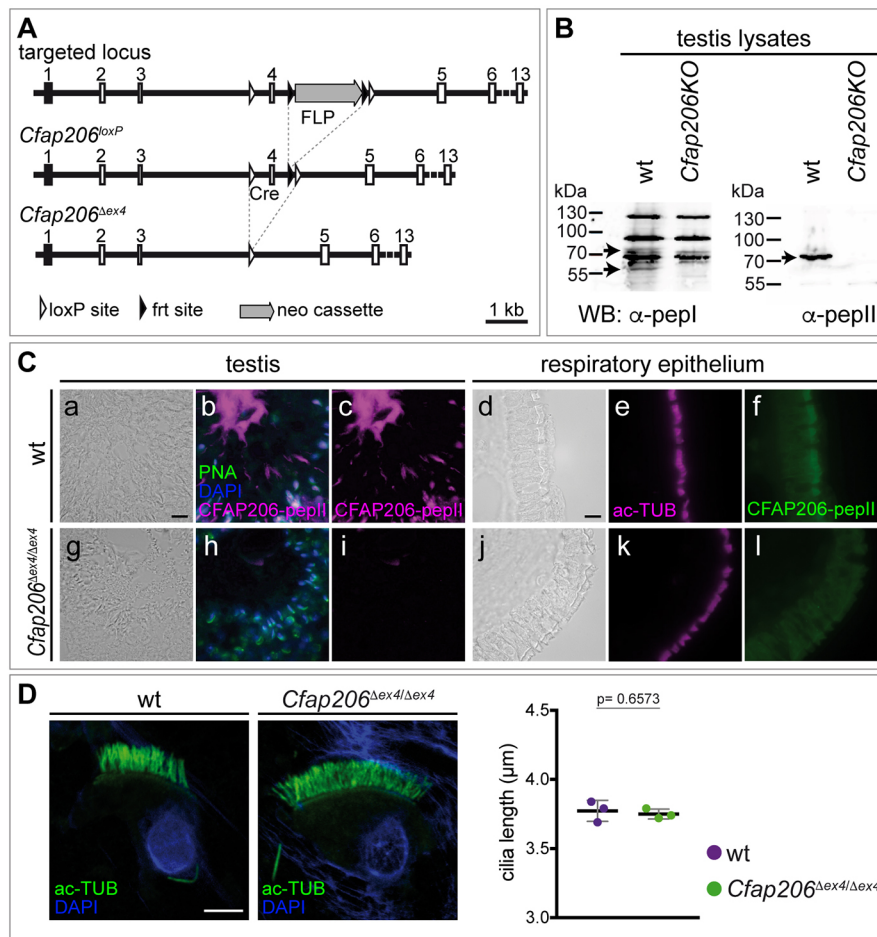 A
targeted locus
1 2 3 4 5 6 13
FLP
Cfap206loxP
1 2 3 4 5 6 13
Cre
Cfap206Δex4
1 2 3 5 6 13
loxP site frt site neo cassette 1 kb
B
testis lysates
wt Cfap206KO wt Cfap206KO
kDa kDa
130 130
100 100
70 70
55 55
WB: α-pepI α-pepII
C
testis respiratory epithelium
wt
a b c d e f
PNA
DAPI
CFAP206-pepII CFAP206-pepII ac-TUB CFAP206-pepII
Cfap206Δex4/Δex4
g h i j k l
D
wt Cfap206Δex4/Δex4
ac-TUB ac-TUB
DAPI DAPI
p= 0.6573
cilia length (μm)
4.5
4.0
3.5
3.0
wt
Cfap206Δex4/Δex4